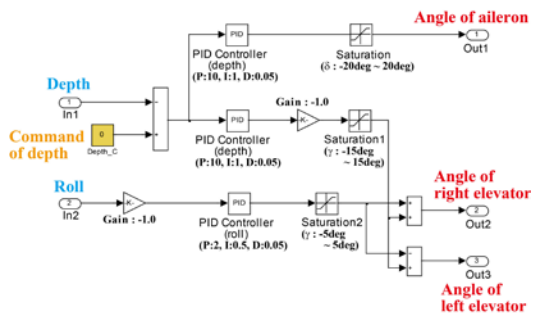 Angle of aileron
PID
1
Out1
PID Controller
(depth)
(P:10, I:1, D:0.05)
Saturation
(δ : -20deg ~ 20deg)
Depth
1
In1
-
+
Gain : -1.0
Command
of depth
0
Depth_C
PID
-K-
PID Controller
(depth)
(P:10, I:1, D:0.05)
Saturation1
(γ : -15deg
~ 15deg)
Roll
2
In2
-K-
Gain : -1.0
PID
PID Controller
(roll)
(P:2, I:0.5, D:0.05)
Saturation2
(γ : -5deg
~ 5deg)
Angle of
right elevator
+
+
2
Out2
-
+
3
Out3
Angle of
left elevator